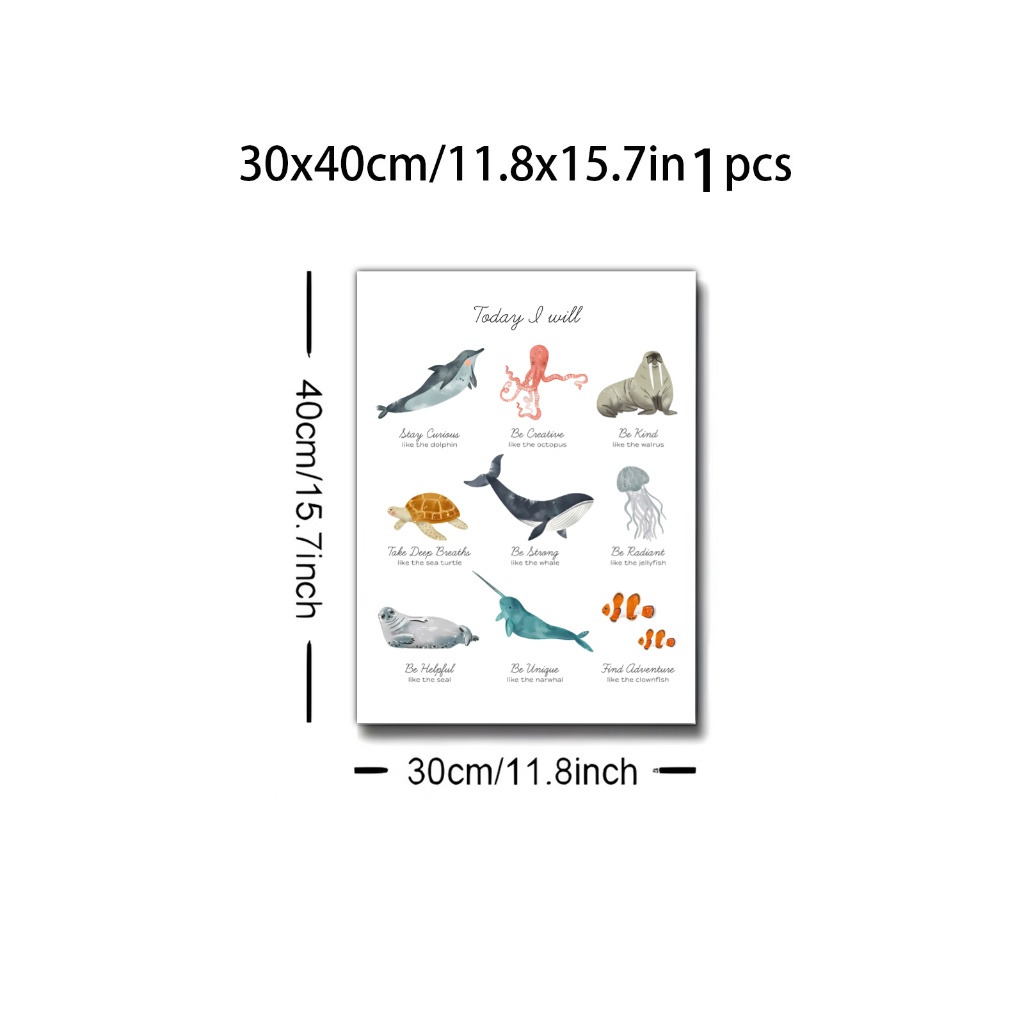 30x40cm/11.8x15.7in 1 pcs
Today I will
Stay Curious
like the dolphin
Be Creative
like the octopus
Be Kind
like the walrus
Take Deep Breaths
like the sea turtle
Be Strong
like the whale
Be Radiant
like the jellyfish
Be Helpful
like the seal
Be Unique
like the narwhal
Find Adventure
like the clownfish
40cm/15.7inch
30cm/11.8inch